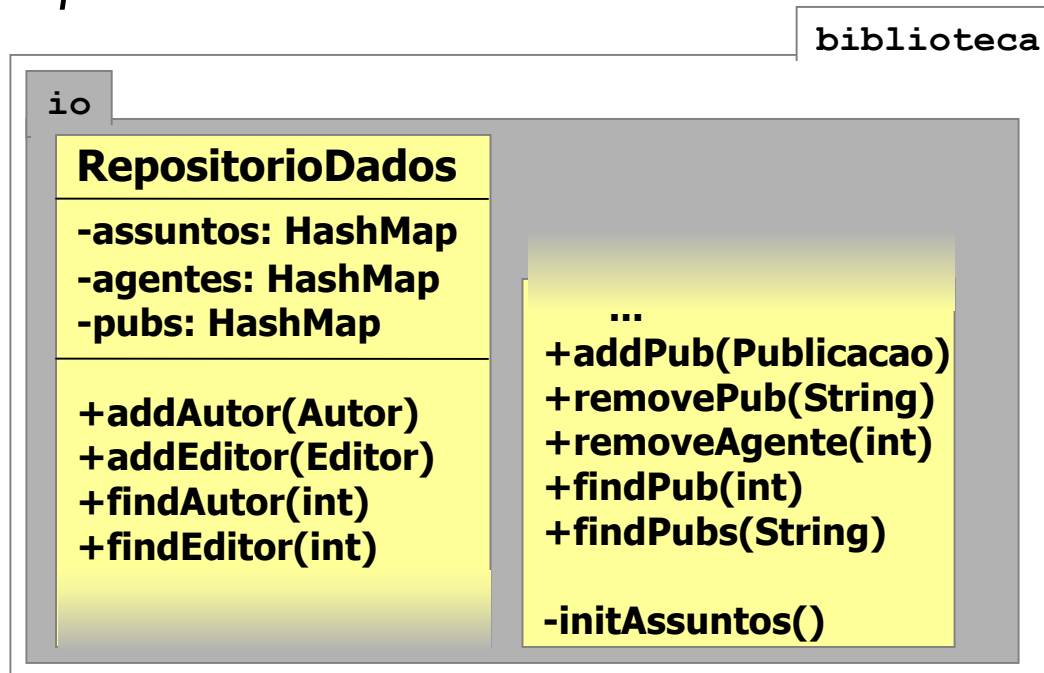 biblioteca
io
RepositorioDados
-assuntos: HashMap
-agentes: HashMap
-pubs: HashMap
+addAutor(Autor)
+addEditor(Editor)
+findAutor(int)
+findEditor(int)
...
+addPub(Publicacao)
+removePub(String)
+removeAgente(int)
+findPub(int)
+findPubs(String)
-initAssuntos()